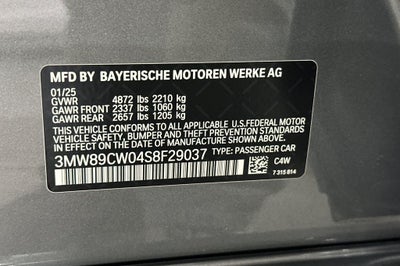 MFD BY BAYERISCHE MOTOREN WERKE AG
01/25
GVWR 4872 lbs 2210 kg
GAWR FRONT 2337 lbs 1060 kg
GAWR REAR 2657 lbs 1205 kg
THIS VEHICLE CONFORMS TO ALL APPLICABLE U.S.FEDERAL MOTOR
VEHICLE SAFETY, BUMPER, AND THEFT PREVENTION STANDARDS
IN EFFECT ON THE DATE OF MANUFACTURE SHOWN ABOVE.
3MW89CW04S8F29037 TYPE: PASSENGER CAR
C4W
7 315 814